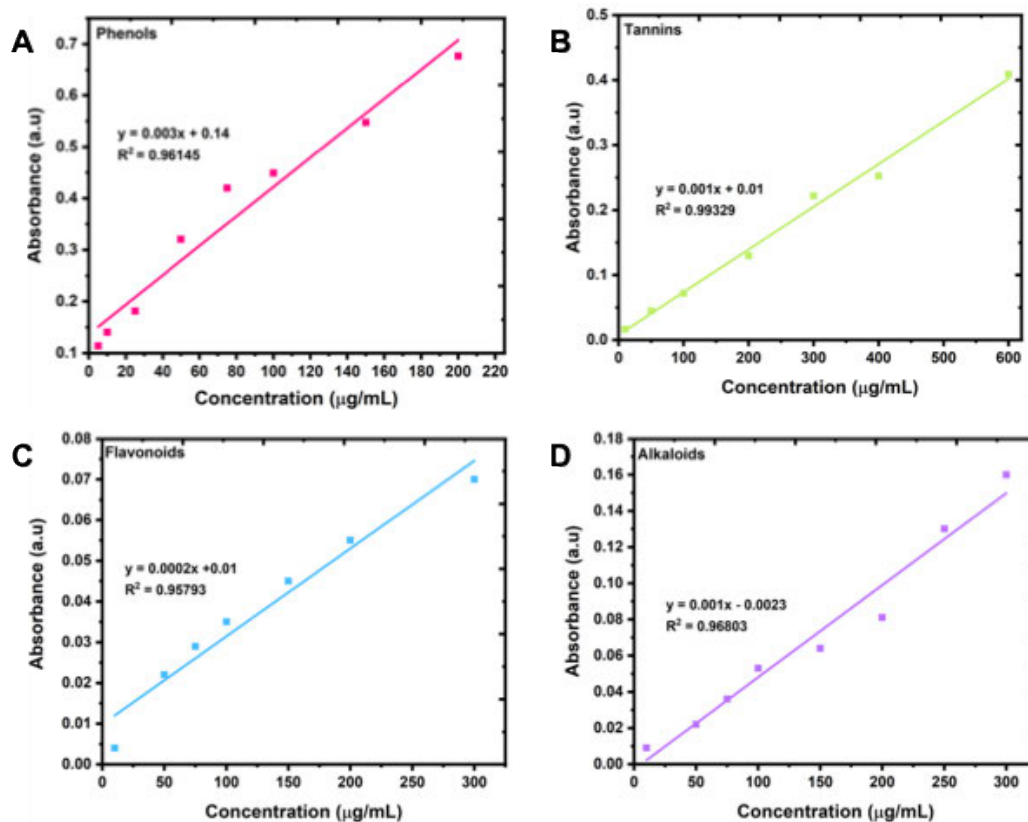 A
Phenols
0.7
0.6
0.5
0.4
0.3
0.2
0.1
Absorbance (a.u)
y = 0.003x + 0.14
R² = 0.96145
0 20 40 60 80 100 120 140 160 180 200 220
Concentration (µg/mL)
B
Tannins
0.5
0.4
0.3
0.2
0.1
0.0
Absorbance (a.u)
y = 0.001x + 0.01
R² = 0.99329
0 100 200 300 400 500 600
Concentration (µg/mL)
C
Flavonoids
0.08
0.07
0.06
0.05
0.04
0.03
0.02
0.01
0.00
Absorbance (a.u)
y = 0.0002x +0.01
R² = 0.95793
0 50 100 150 200 250 300
Concentration (µg/mL)
D
Alkaloids
0.18
0.16
0.14
0.12
0.10
0.08
0.06
0.04
0.02
0.00
Absorbance (a.u)
y = 0.001x - 0.0023
R² = 0.96803
0 50 100 150 200 250 300
Concentration (µg/mL)